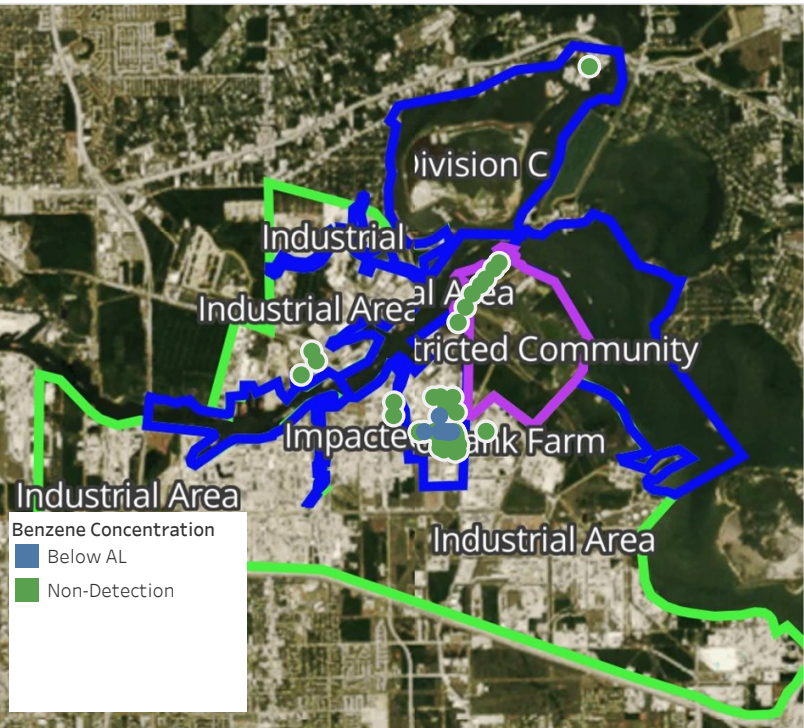 Division C
Industrial
al Area
Industrial Area
tricted Community
Impacte
ank Farm
Industrial Area
Industrial Area
Benzene Concentration
Below AL
Non-Detection